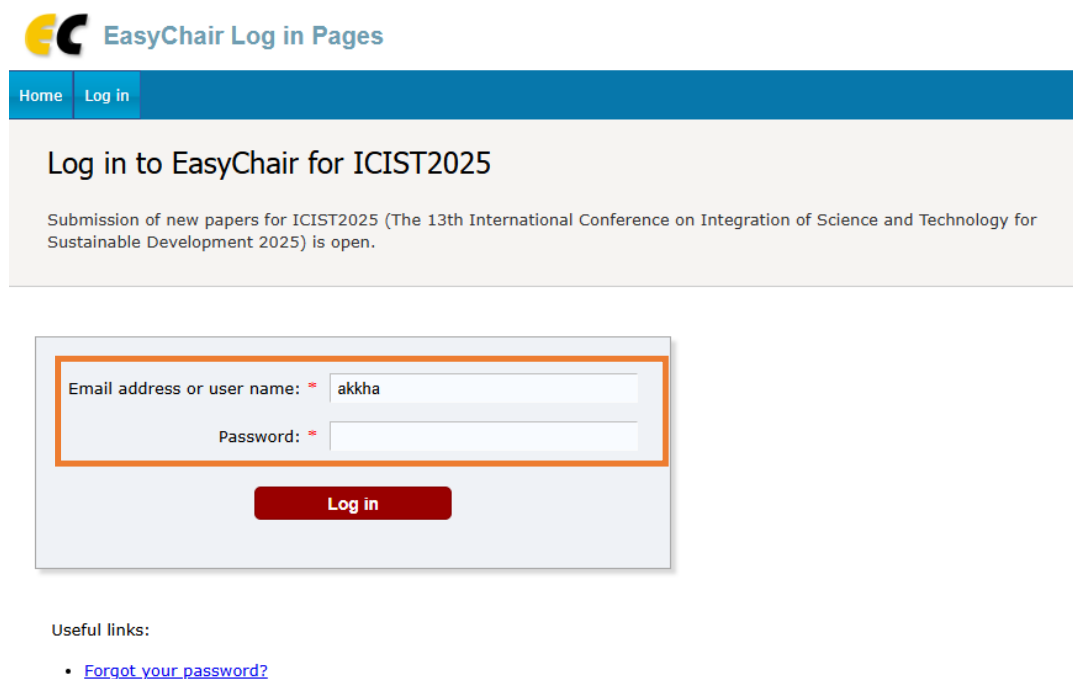 EC EasyChair Log in Pages
Home Log in
Log in to EasyChair for ICIST2025
Submission of new papers for ICIST2025 (The 13th International Conference on Integration of Science and Technology for
Sustainable Development 2025) is open.
Email address or user name: * akkha
Password: *
Log in
Useful links:
• Forgot your password?